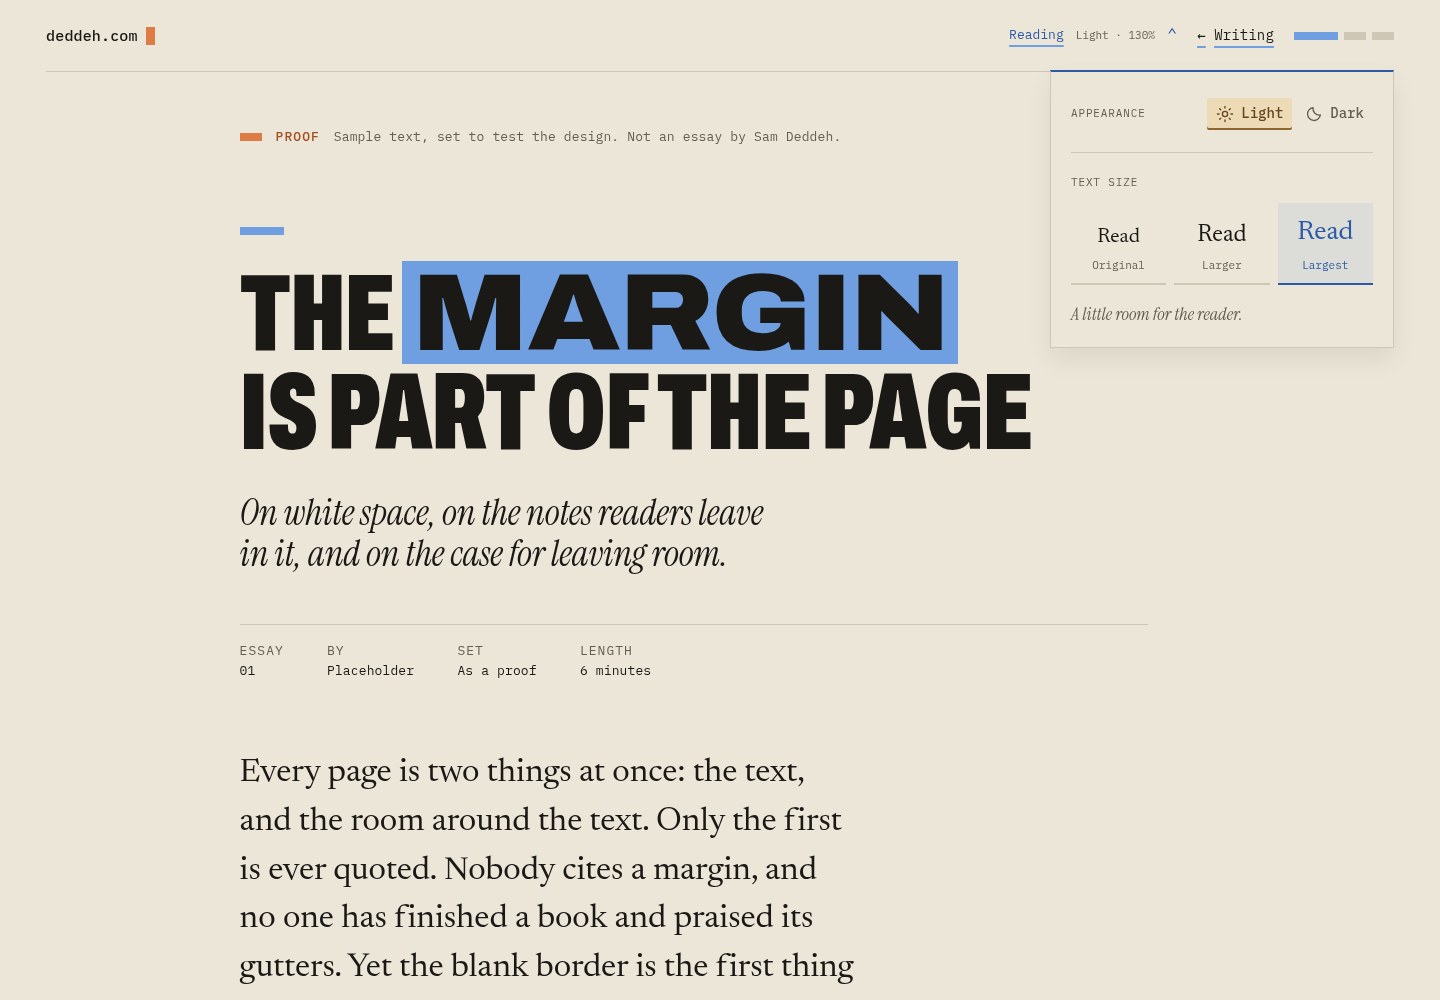 deddeh.com
Reading Light · 130% ^ ← Writing
APPEARANCE Light Dark
TEXT SIZE
Read Read Read
Original Larger Largest
A little room for the reader.
PROOF Sample text, set to test the design. Not an essay by Sam Deddeh.
THE MARGIN
IS PART OF THE PAGE
On white space, on the notes readers leave
in it, and on the case for leaving room.
ESSAY BY SET LENGTH
01 Placeholder As a proof 6 minutes
Every page is two things at once: the text,
and the room around the text. Only the first
is ever quoted. Nobody cites a margin, and
no one has finished a book and praised its
gutters. Yet the blank border is the first thing